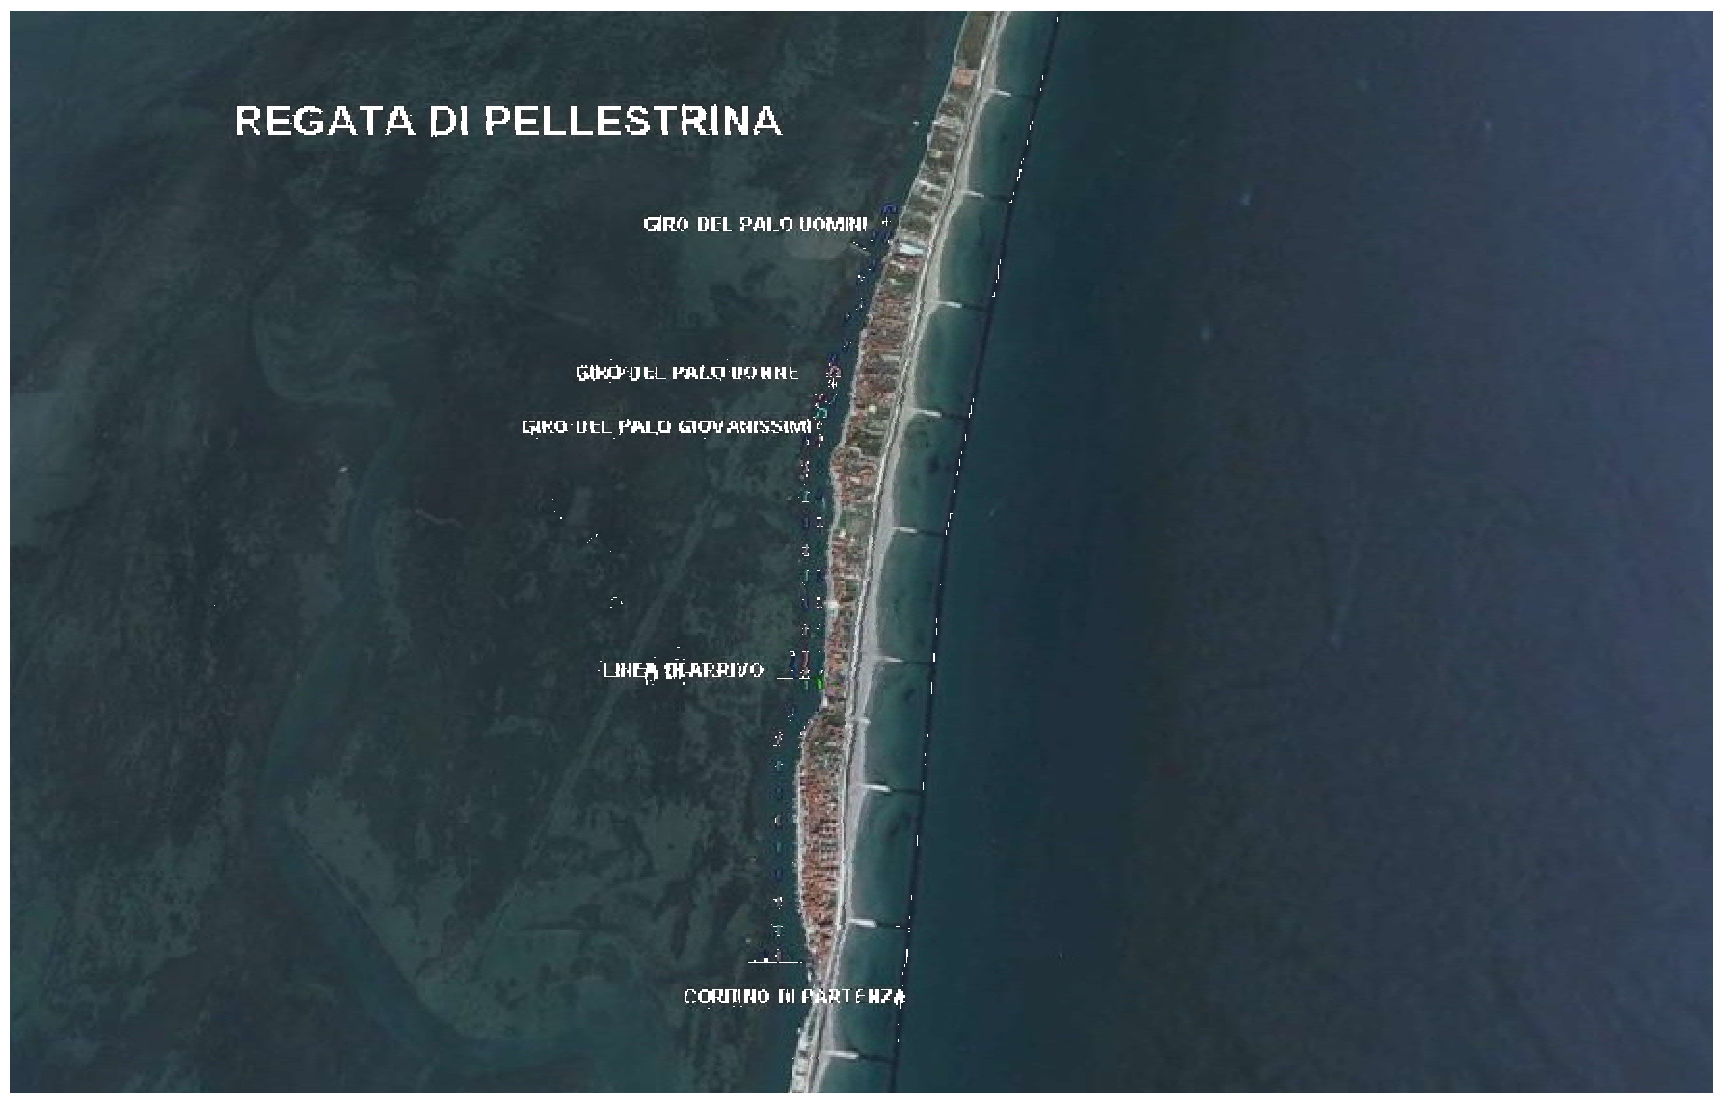 REGATA DI PELLESTRINA
GIRO DEL PALO UOMINI
GIRO DEL PALO DONNE
GIRO DEL PALO GIOVANISSIMI
LINEA DI ARRIVO
CORDINO DI PARTENZA